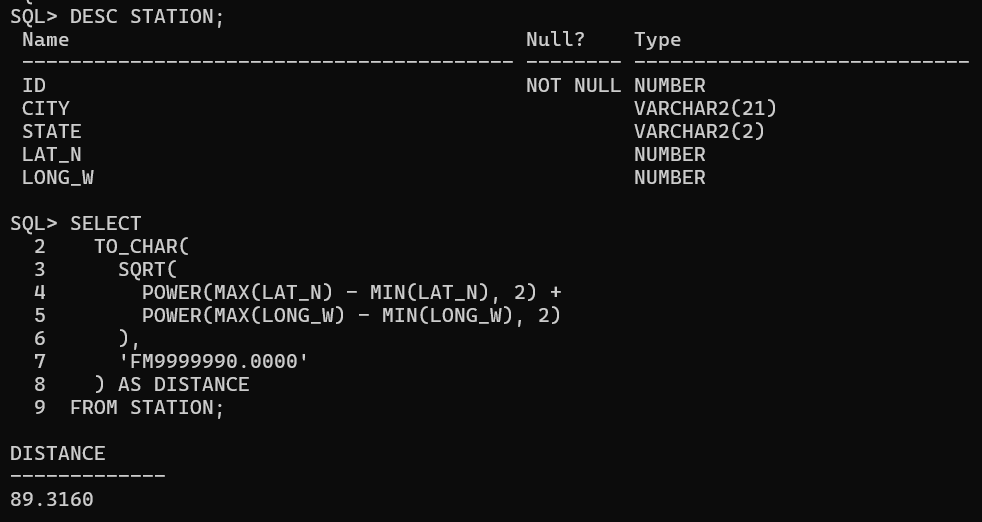 SQL> DESC STATION;
Name Null? Type
----------------------------------------- -------- ----------------------------
ID NOT NULL NUMBER
CITY VARCHAR2(21)
STATE VARCHAR2(2)
LAT_N NUMBER
LONG_W NUMBER
SQL> SELECT
2 TO_CHAR(
3 SQRT(
4 POWER(MAX(LAT_N) - MIN(LAT_N), 2) +
5 POWER(MAX(LONG_W) - MIN(LONG_W), 2)
6 ),
7 'FM9999990.0000'
8 ) AS DISTANCE
9 FROM STATION;
DISTANCE
-------------
89.3160